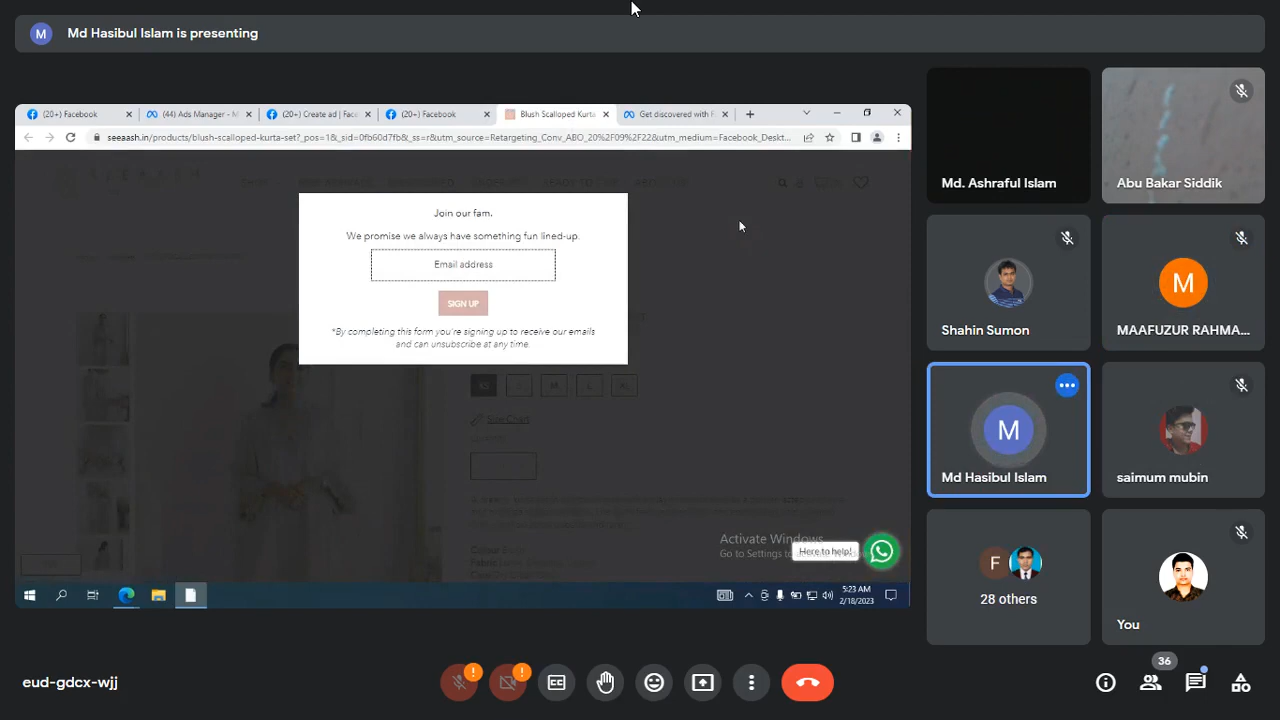 M
Md Hasibul Islam is presenting
(20+) Facebook
(44) Ads Manager - M
(20+) Create ad | Face
(20+) Facebook
Blush Scalloped Kurta
Get discovered with F
seeaash.in/products/blush-scalloped-kurta-set?_pos=1&_sid=0fb60d7fb&_ss=r&utm_source=Retargeting_Conv_ABO_20%2F09%2F22&utm_medium=Facebook_Deskt...
Join our fam.
We promise we always have something fun lined-up.
Email address
SIGN UP
*By completing this form you're signing up to receive our emails
and can unsubscribe at any time.
XS S M L XL
Size Chart
Activate Windows
Go to Settings to
Here to help!
5:23 AM
2/18/2023
Md. Ashraful Islam
Abu Bakar Siddik
Shahin Sumon
M
MAAFUZUR RAHMA...
M
Md Hasibul Islam
saimum mubin
F
28 others
You
eud-gdcx-wjj
36